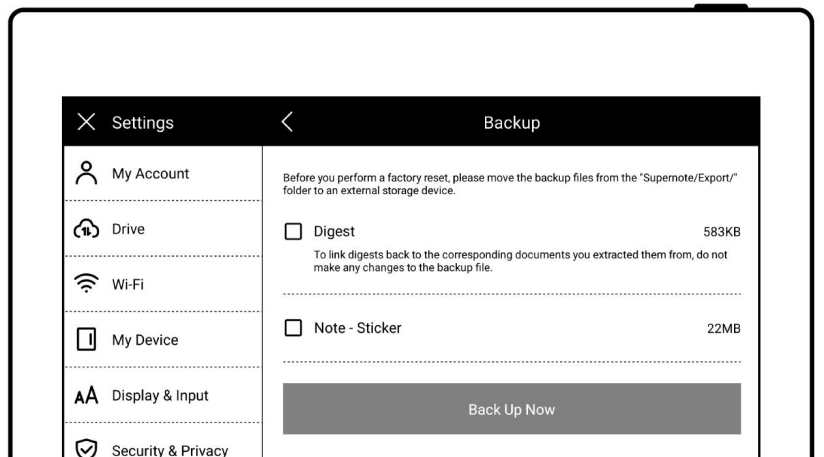 Settings
Backup
My Account
Drive
Wi-Fi
My Device
Display & Input
Security & Privacy
Before you perform a factory reset, please move the backup files from the "Supernote/Export/"
folder to an external storage device.
Digest 583KB
To link digests back to the corresponding documents you extracted them from, do not
make any changes to the backup file.
Note - Sticker 22MB
Back Up Now